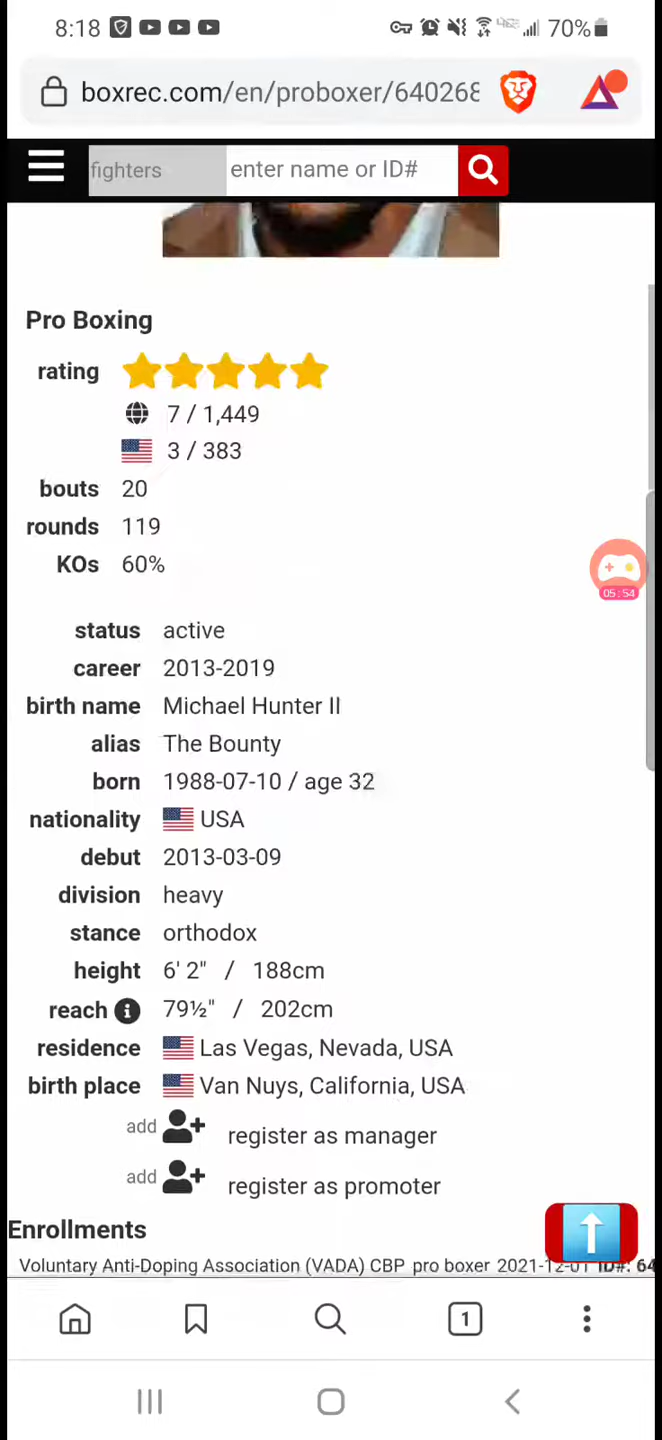 8:18 70%
boxrec.com/en/proboxer/640268
fighters enter name or ID#
Pro Boxing
rating
7 / 1,449
3 / 383
bouts 20
rounds 119
KOs 60%
05:54
status active
career 2013-2019
birth name Michael Hunter II
alias The Bounty
born 1988-07-10 / age 32
nationality USA
debut 2013-03-09
division heavy
stance orthodox
height 6' 2" / 188cm
reach 79½" / 202cm
residence Las Vegas, Nevada, USA
birth place Van Nuys, California, USA
add register as manager
add register as promoter
Enrollments
Voluntary Anti-Doping Association (VADA) CBP pro boxer 2021-12-01 ID#: 64
1